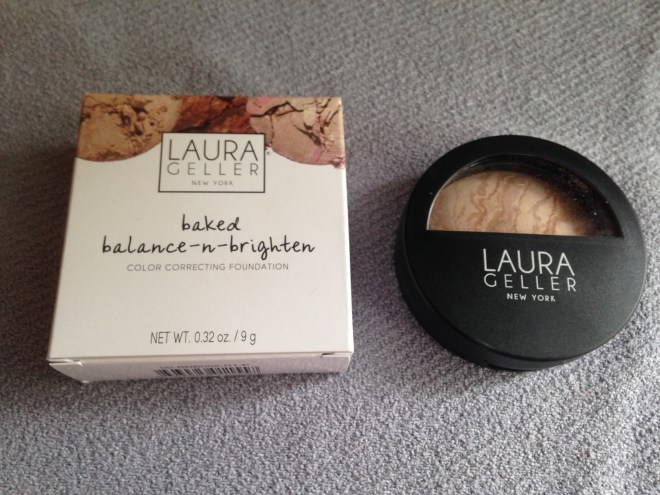 LAURA
GELLER
NEW YORK
baked
balance-n-brighten
COLOR CORRECTING FOUNDATION
NET WT. 0.32 oz. / 9 g
LAURA
GELLER
NEW YORK